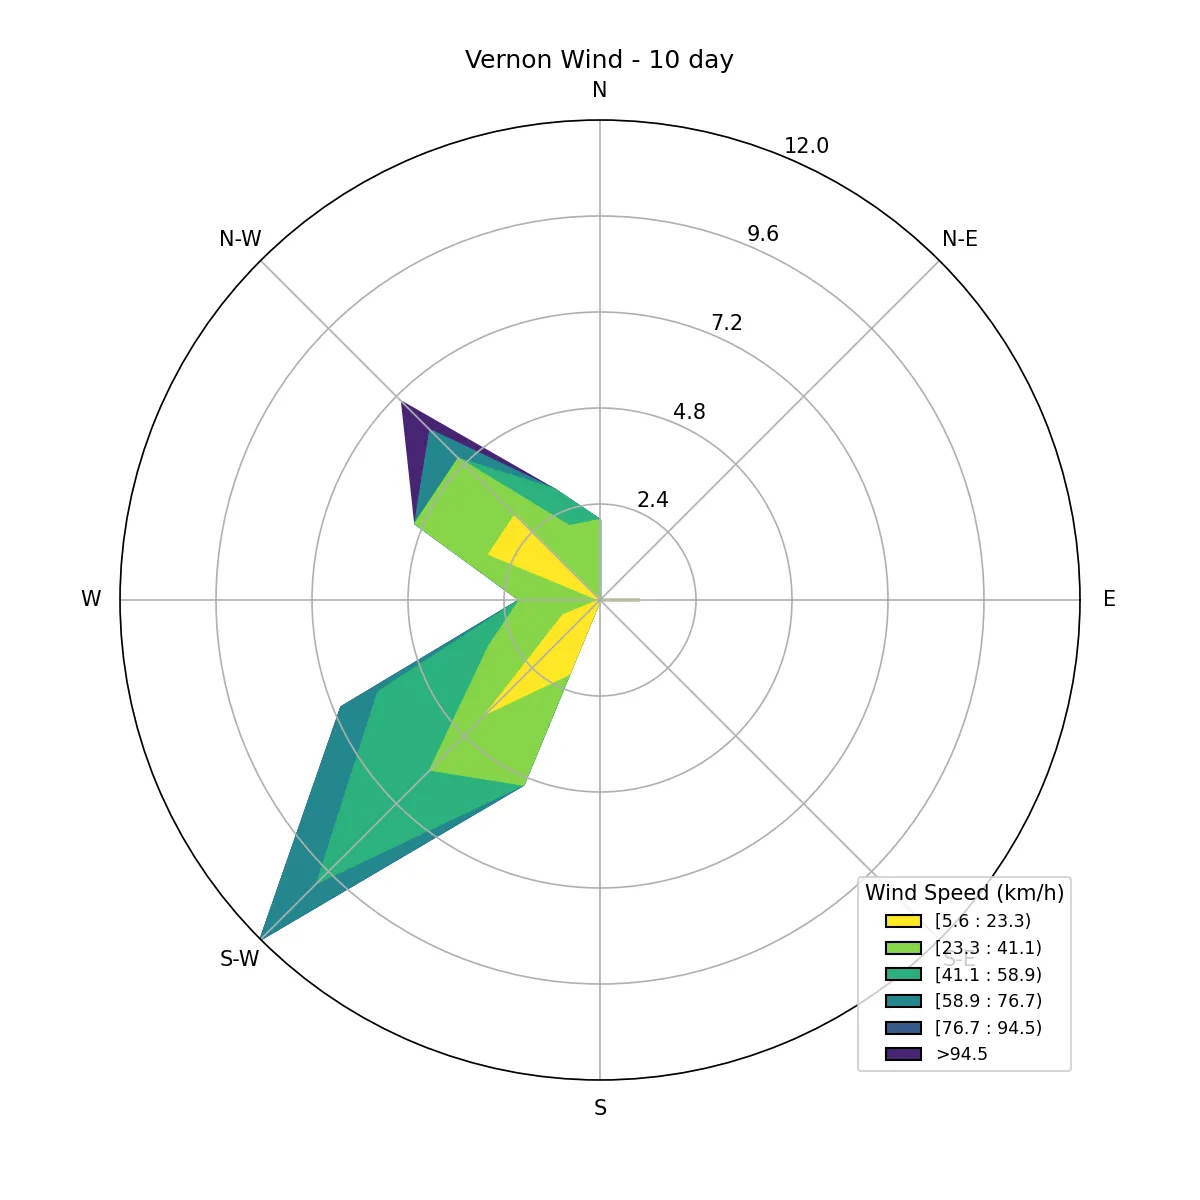 Vernon Wind - 10 day
N
12.0
N-W
9.6
N-E
7.2
4.8
2.4
W
E
S-W
S-E
S
Wind Speed (km/h)
[5.6 : 23.3)
[23.3 : 41.1)
[41.1 : 58.9)
[58.9 : 76.7)
[76.7 : 94.5)
>94.5